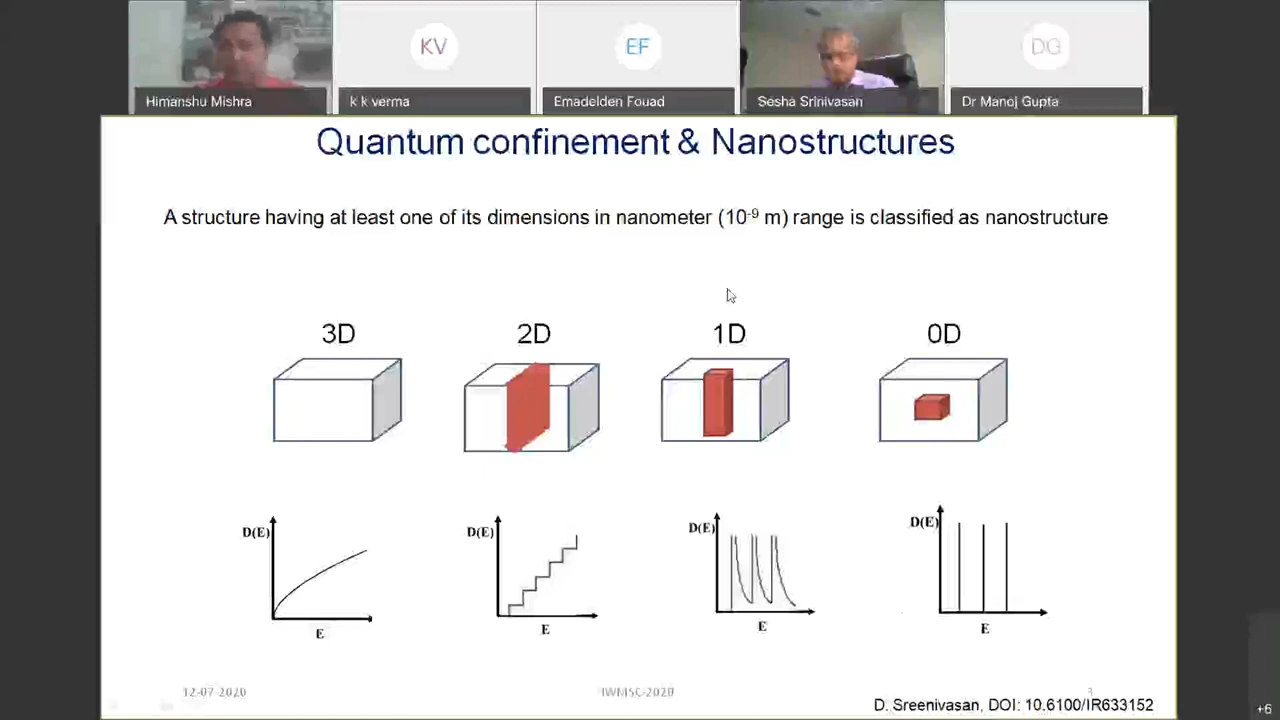 KV
EF
DG
Himanshu Mishra
k k verma
Emadelden Fouad
Sesha Srinivasan
Dr Manoj Gupta
Quantum confinement & Nanostructures
A structure having at least one of its dimensions in nanometer (10⁻⁹ m) range is classified as nanostructure
3D
2D
1D
0D
D(E)
E
D(E)
E
D(E)
E
D(E)
E
12-07-2020
IWMSC-2020
3
D. Sreenivasan, DOI: 10.6100/IR633152
+6